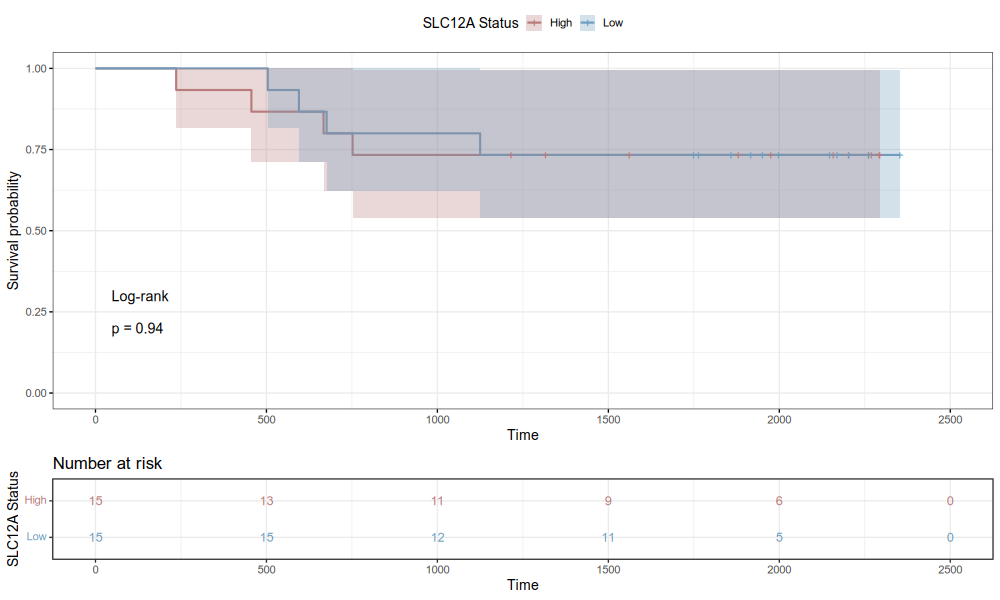 SLC12A Status High Low
Survival probability
1.00
0.75
0.50
0.25
0.00
Log-rank
p = 0.94
0 500 1000 1500 2000 2500
Time
Number at risk
SLC12A Status
High 15 13 11 9 6 0
Low 15 15 12 11 5 0
0 500 1000 1500 2000 2500
Time